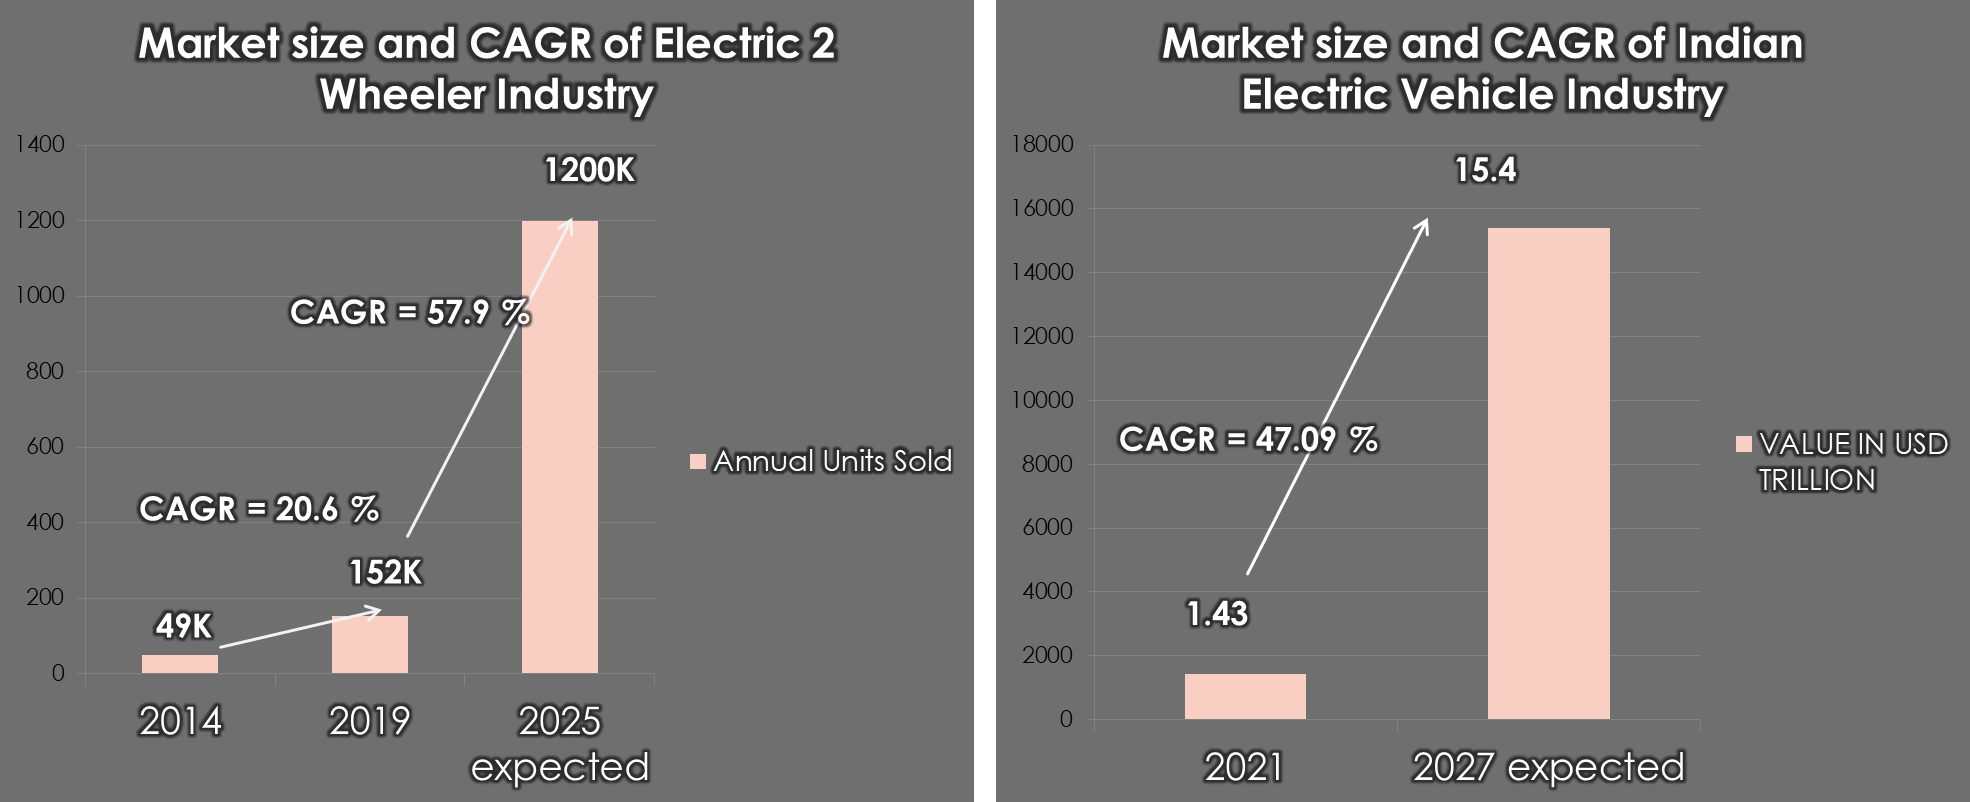 Market size and CAGR of Electric 2
Wheeler Industry
1400
1200
1000
800
600
400
200
0
1200K
CAGR = 57.9 %
CAGR = 20.6 %
152K
49K
2014
2019
2025
expected
Annual Units Sold
Market size and CAGR of Indian
Electric Vehicle Industry
18000
16000
14000
12000
10000
8000
6000
4000
2000
0
15.4
CAGR = 47.09 %
1.43
2021
2027 expected
VALUE IN USD
TRILLION